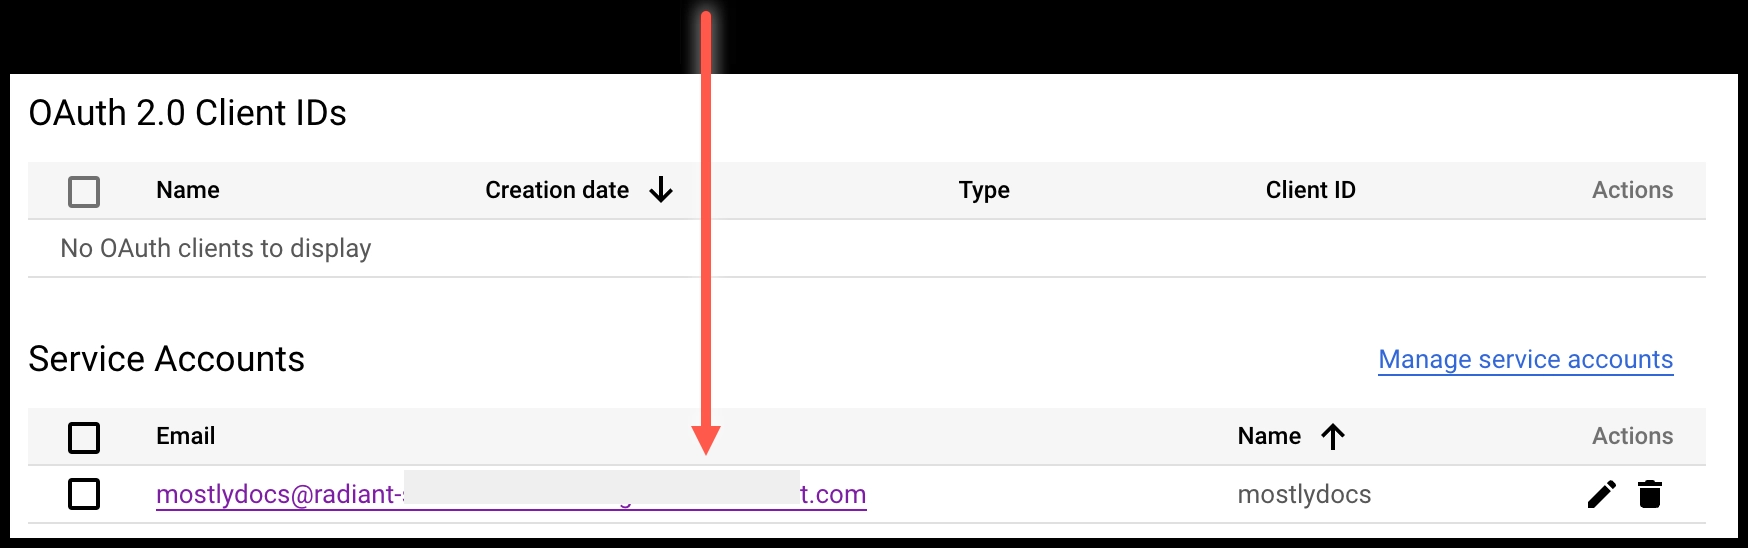 OAuth 2.0 Client IDs
Name Creation date Type Client ID Actions
No OAuth clients to display
Service Accounts Manage service accounts
Email Name Actions
mostlydocs@radiant- t.com mostlydocs